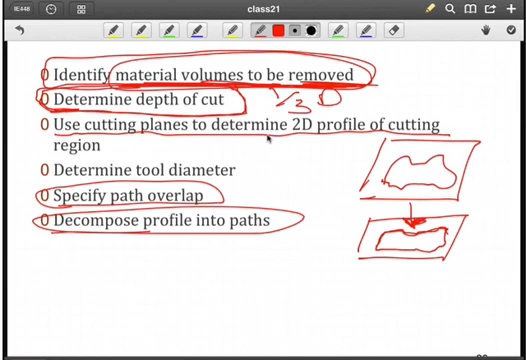 IE448
class21
Identify material volumes to be removed
Determine depth of cut
3D
Use cutting planes to determine 2D profile of cutting
region
Determine tool diameter
Specify path overlap
Decompose profile into paths